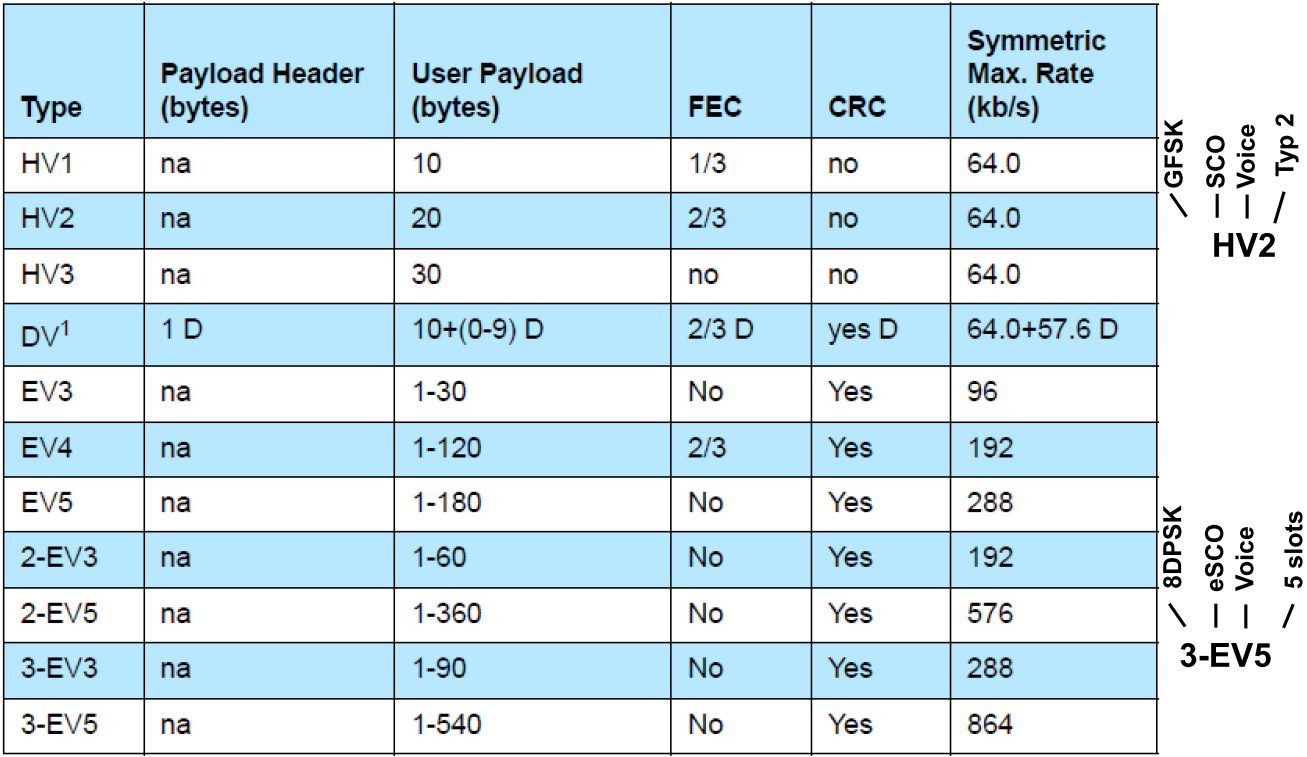 Type Payload Header (bytes) User Payload (bytes) FEC CRC Symmetric Max. Rate (kb/s)
HV1 na 10 1/3 no 64.0
HV2 na 20 2/3 no 64.0
HV3 na 30 no no 64.0
DV1 1 D 10+(0-9) D 2/3 D yes D 64.0+57.6 D
EV3 na 1-30 No Yes 96
EV4 na 1-120 2/3 Yes 192
EV5 na 1-180 No Yes 288
2-EV3 na 1-60 No Yes 192
2-EV5 na 1-360 No Yes 576
3-EV3 na 1-90 No Yes 288
3-EV5 na 1-540 No Yes 864
GFSK
SCO
Voice
Typ 2
HV2
8DPSK
eSCO
Voice
5 slots
3-EV5